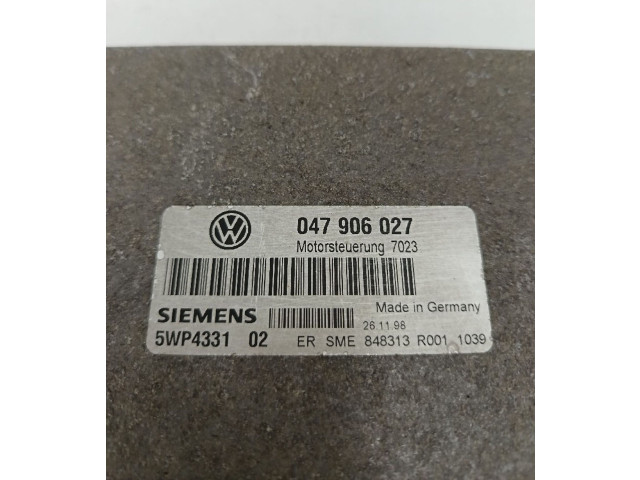 047 906 027
Motorsteuerung 7023
Made in Germany
SIEMENS
26.11.98
5WP4331 02 ER SME 848313 R001 1039